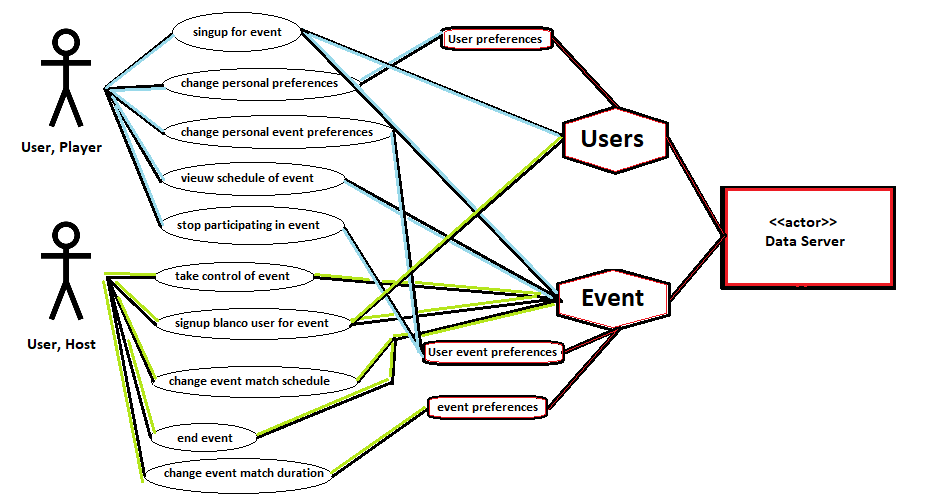 singup for event
User preferences
change personal preferences
change personal event preferences
Users
User, Player
vieuw schedule of event
stop participating in event
<<actor>>
Data Server
take control of event
Event
signup blanco user for event
User, Host
User event preferences
change event match schedule
event preferences
end event
change event match duration